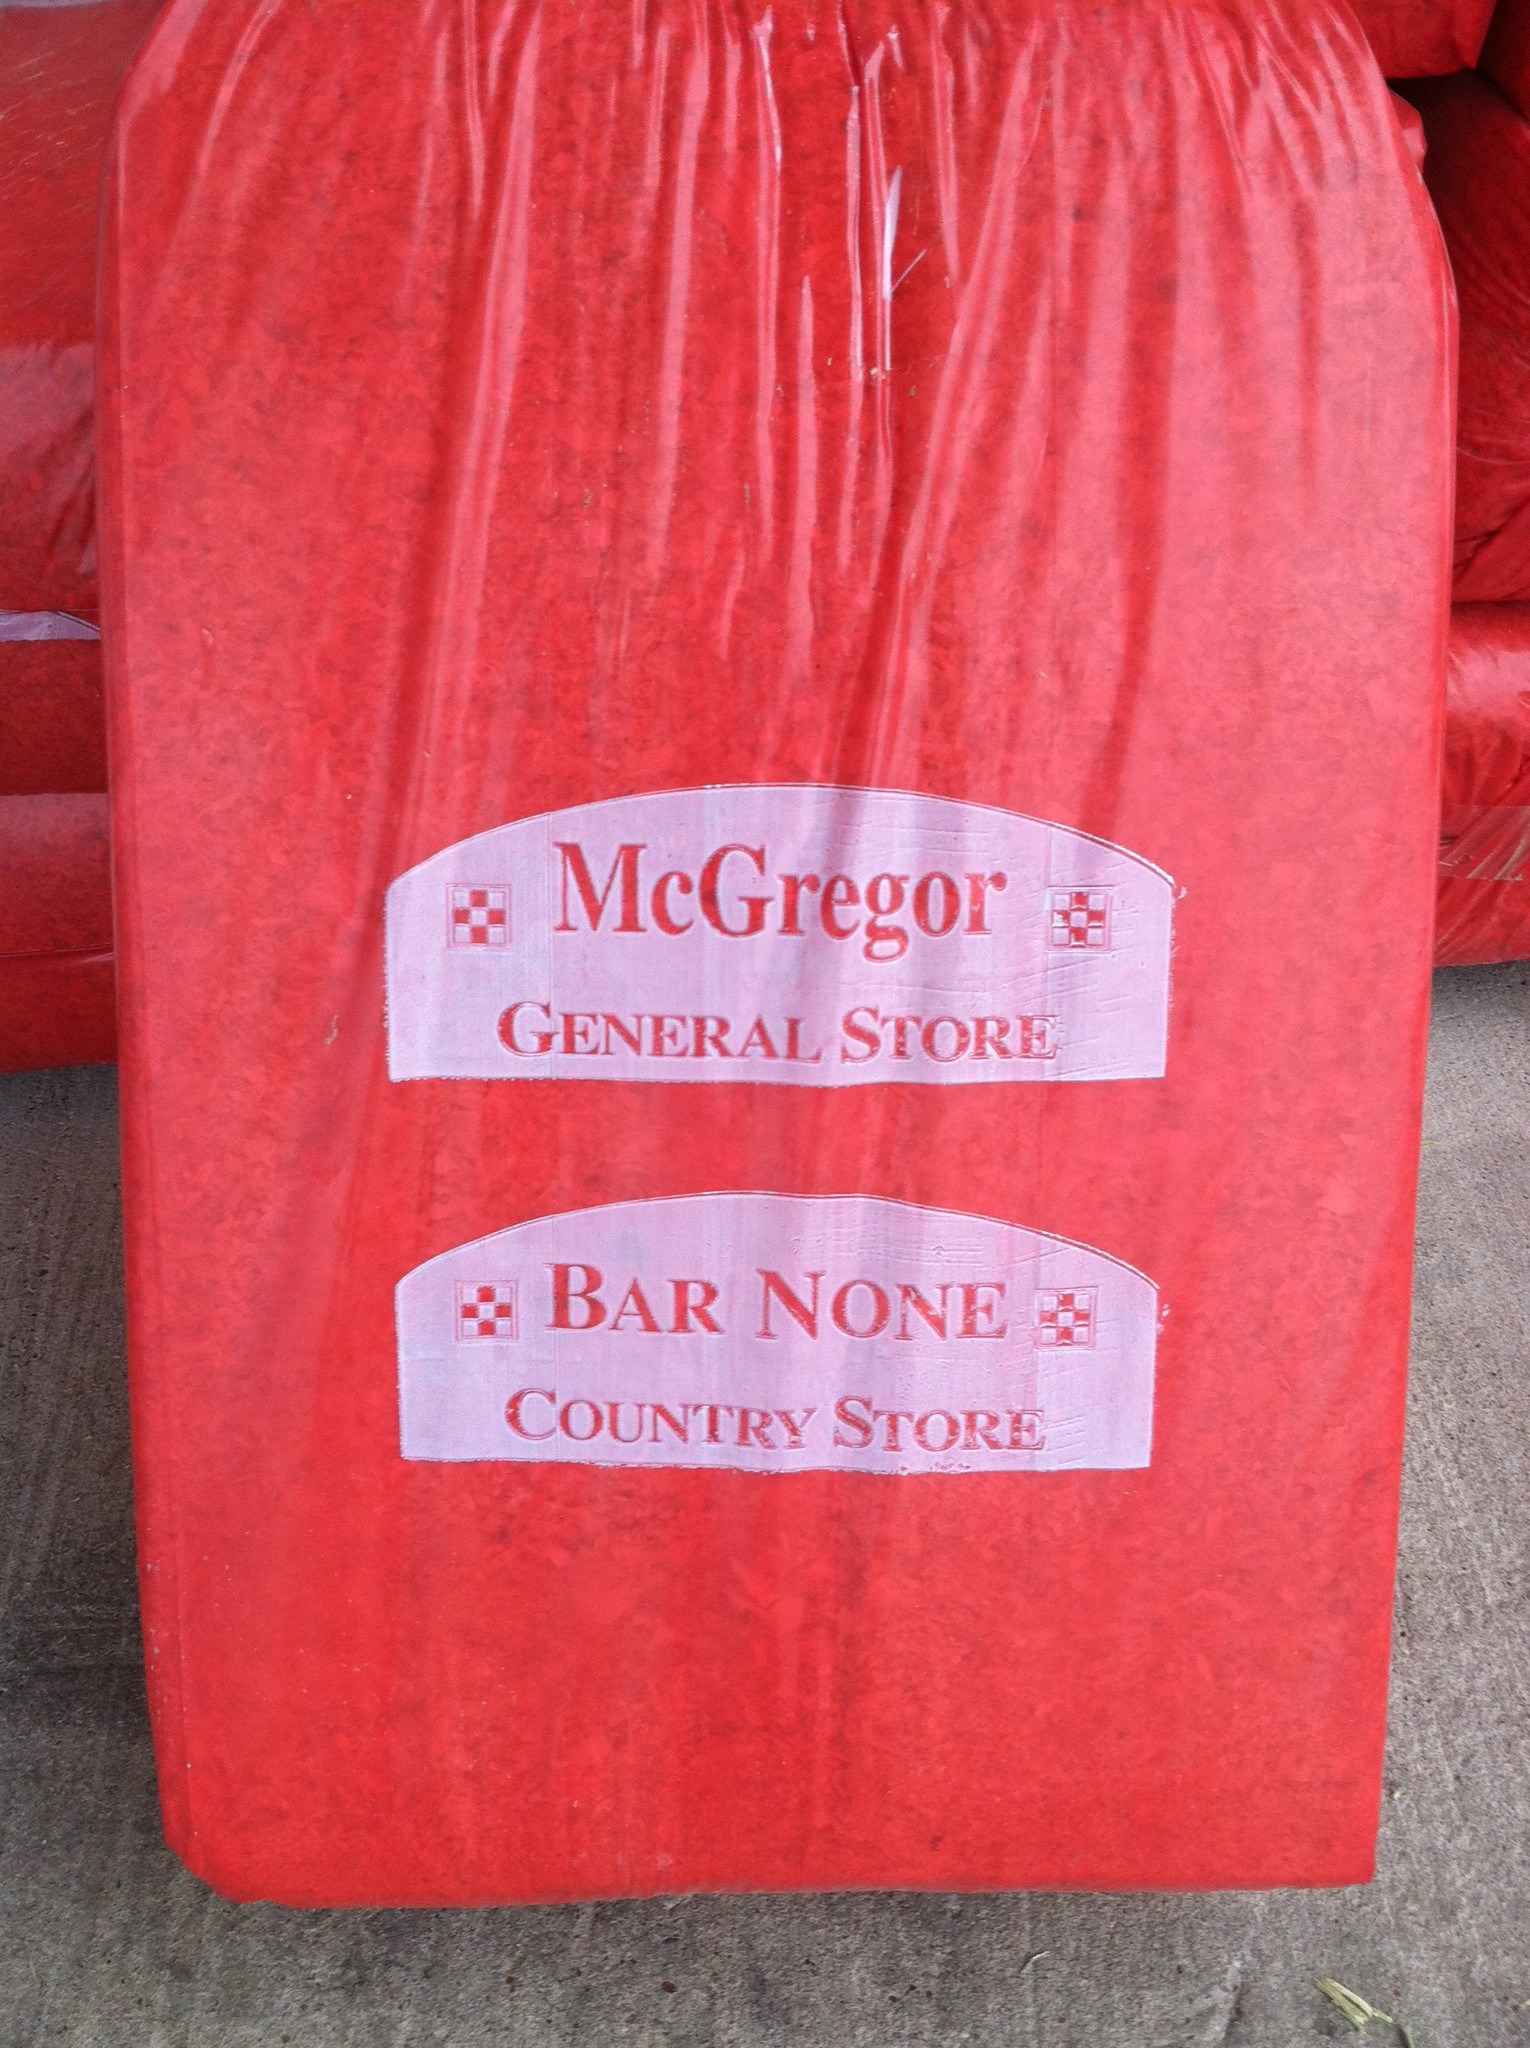 McGregor
GENERAL STORE
BAR NONE
COUNTRY STORE